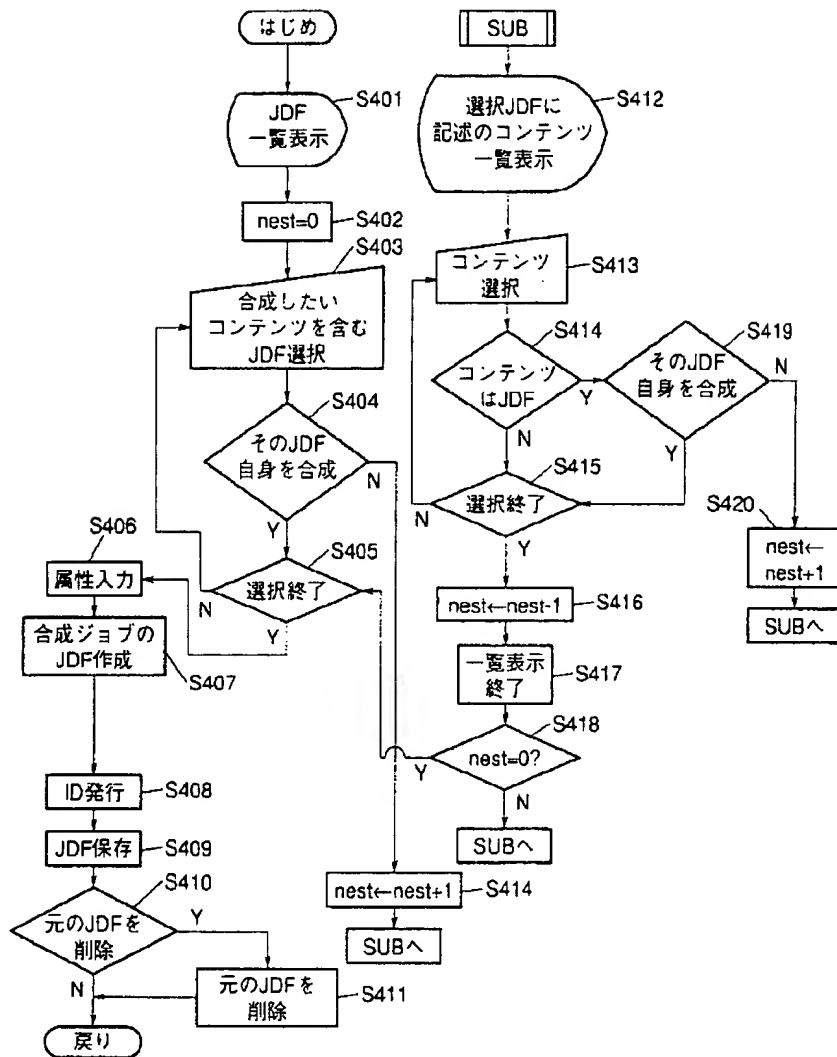 はじめ
JDF
一覧表示
S401
nest=0
S402
S403
合成したい
コンテンツを含む
JDF選択
S404
そのJDF
自身を合成
N
Y
S405
選択終了
N
Y
S406
属性入力
合成ジョブの
JDF作成
S407
ID発行
S408
JDF保存
S409
S410
元のJDFを
削除
Y
N
元のJDFを
削除
S411
戻り
nest←nest+1
S414
SUBへ
SUB
S412
選択JDFに
記述のコンテンツ
一覧表示
コンテンツ
選択
S413
S414
コンテンツ
はJDF
Y
N
S419
そのJDF
自身を合成
N
Y
S415
選択終了
N
Y
S420
nest←
nest+1
SUBへ
nest←nest-1
S416
一覧表示
終了
S417
S418
nest=0?
Y
N
SUBへ